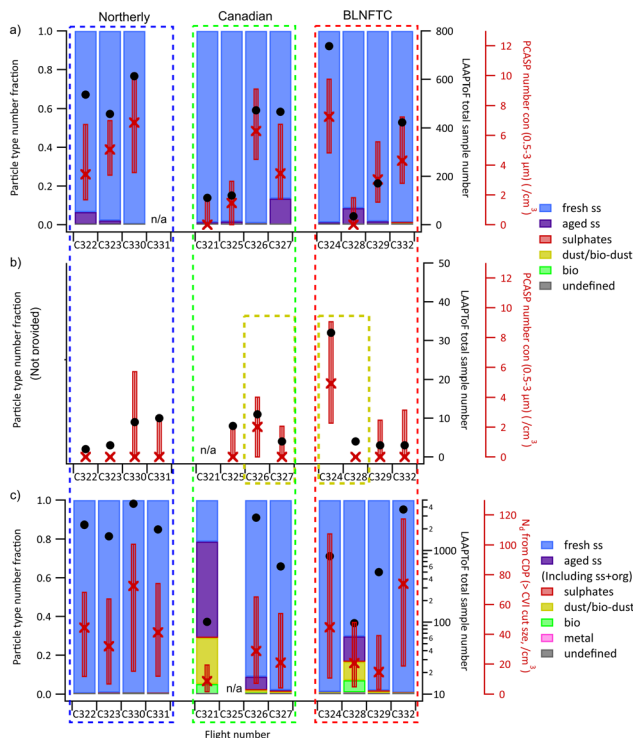 Northerly Canadian BLNFTC
a)
Particle type number fraction
1.0
0.8
0.6
0.4
0.2
0.0
n/a
C322 C323 C330 C331
C321 C325 C326 C327
C324 C328 C329 C332
800
600
400
200
0
LAAPToF total sample number
12
10
8
6
4
2
0
PCASP number con (0.5-3 μm) ( /cm³)
fresh ss
aged ss
sulphates
dust/bio-dust
bio
undefined
b)
Particle type number fraction
(Not provided)
n/a
C322 C323 C330 C331
C321 C325 C326 C327
C324 C328 C329 C332
50
40
30
20
10
0
LAAPToF total sample number
12
10
8
6
4
2
0
PCASP number con (0.5-3 μm) ( /cm³)
c)
Particle type number fraction
1.0
0.8
0.6
0.4
0.2
0.0
n/a
C322 C323 C330 C331
C321 C325 C326 C327
C324 C328 C329 C332
4
2
1000
6
4
2
100
6
4
2
10
LAAPToF total sample number
120
100
80
60
40
20
0
N_d from CDP (> CVI cut size, /cm³)
fresh ss
aged ss
(Including ss+org)
sulphates
dust/bio-dust
bio
metal
undefined
Flight number